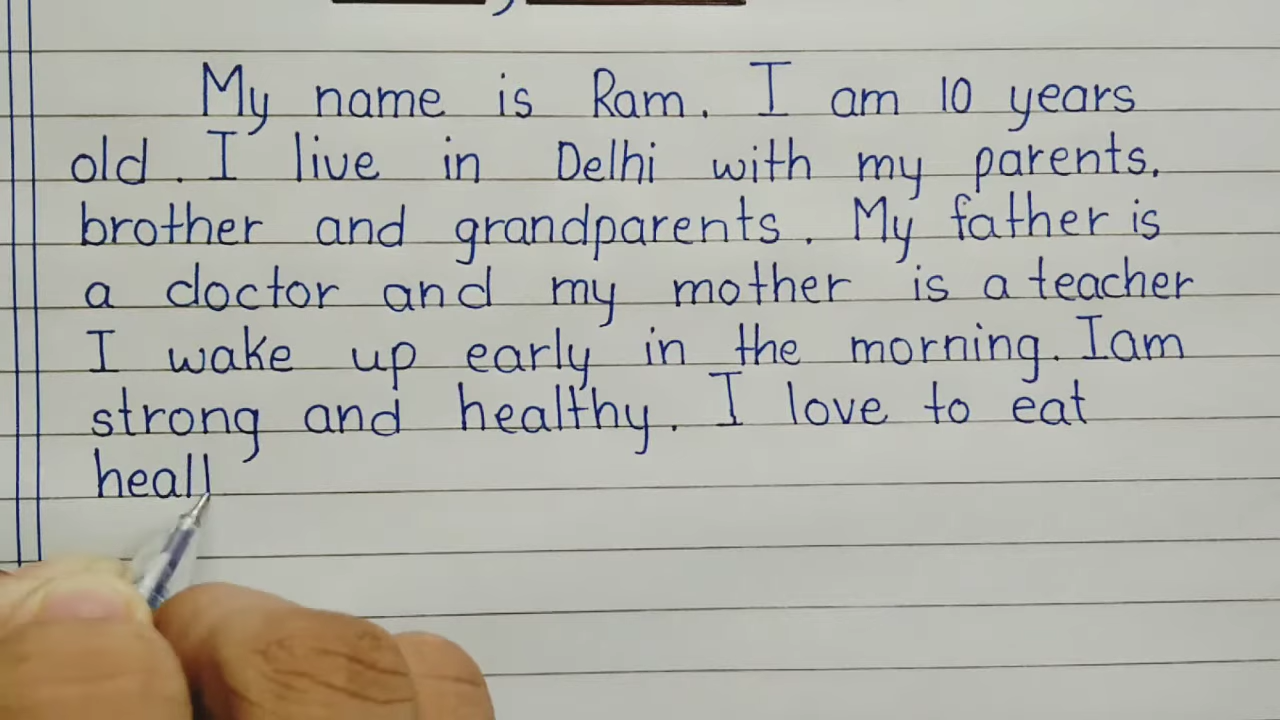 My name is Ram. I am 10 years
old. I live in Delhi with my parents.
brother and grandparents. My father is
a doctor and my mother is a teacher
I wake up early in the morning. I am
strong and healthy. I love to eat
heall